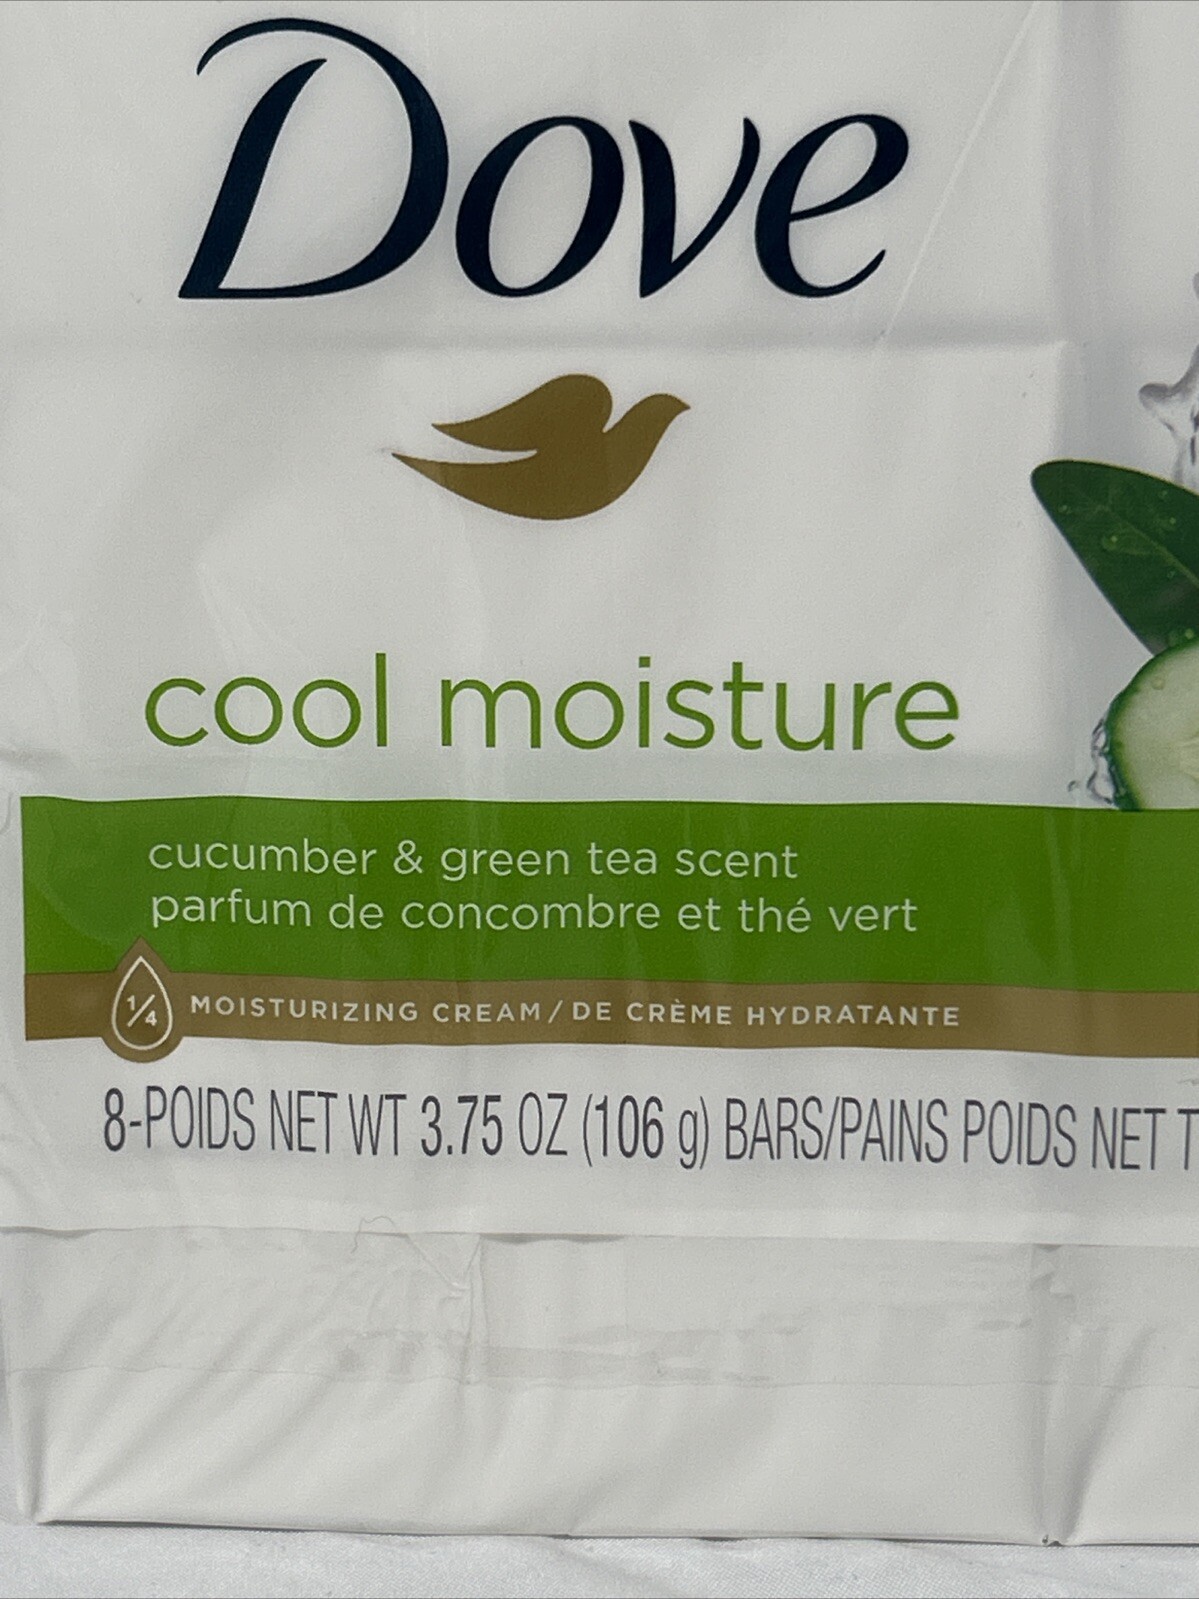 Dove
cool moisture
cucumber & green tea scent
parfum de concombre et thé vert
1/4 MOISTURIZING CREAM / DE CRÈME HYDRATANTE
8-POIDS NET WT 3.75 OZ (106 g) BARS/PAINS POIDS NET T